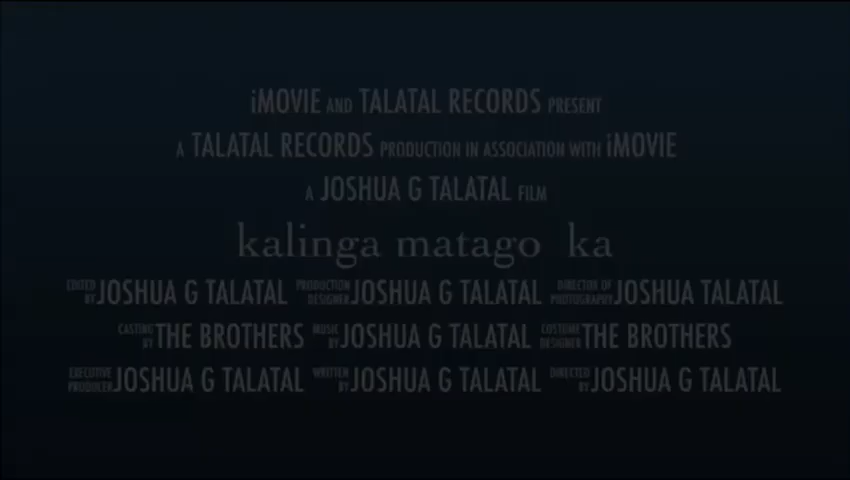 iMOVIE AND TALATAL RECORDS PRESENT
A TALATAL RECORDS PRODUCTION IN ASSOCIATION WITH iMOVIE
A JOSHUA G TALATAL FILM
kalinga matago ka
EDITED BY JOSHUA G TALATAL PRODUCTION DESIGNER JOSHUA G TALATAL DIRECTOR OF PHOTOGRAPHY JOSHUA TALATAL
CASTING BY THE BROTHERS MUSIC BY JOSHUA G TALATAL COSTUME DESIGNER THE BROTHERS
EXECUTIVE PRODUCER JOSHUA G TALATAL WRITTEN BY JOSHUA G TALATAL DIRECTED BY JOSHUA G TALATAL